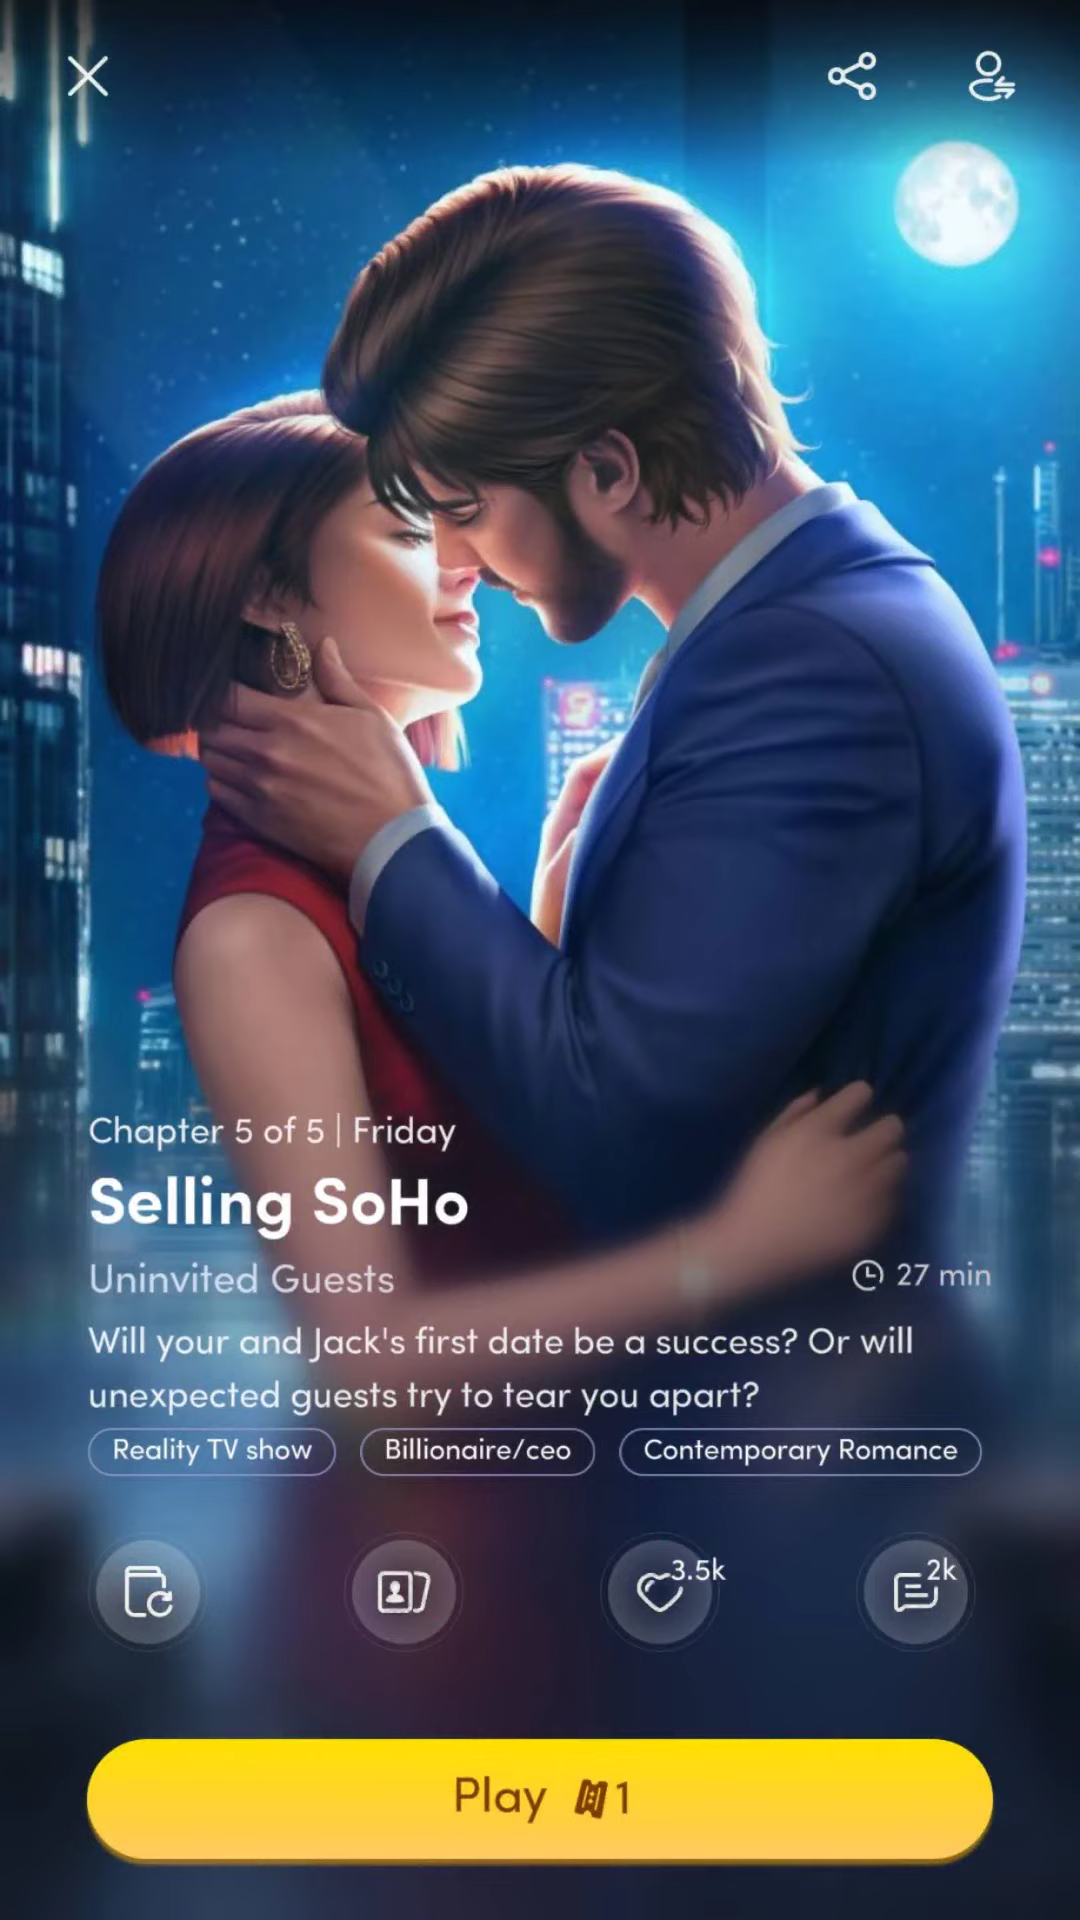 Chapter 5 of 5 | Friday
Selling SoHo
Uninvited Guests
27 min
Will your and Jack's first date be a success? Or will
unexpected guests try to tear you apart?
Reality TV show
Billionaire/ceo
Contemporary Romance
3.5k
2k
Play 1